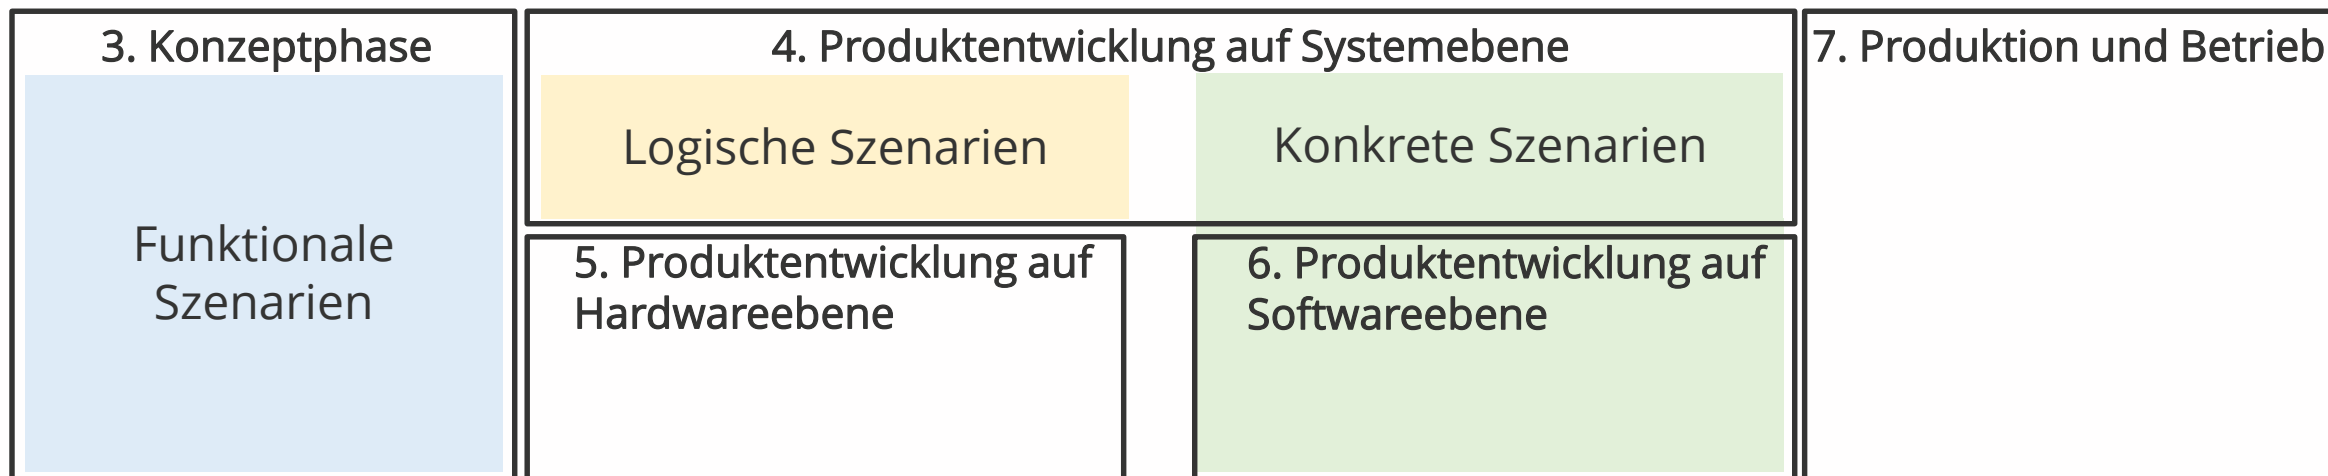 3. Konzeptphase
Funktionale
Szenarien
4. Produktentwicklung auf Systemebene
Logische Szenarien
Konkrete Szenarien
5. Produktentwicklung auf
Hardwareebene
6. Produktentwicklung auf
Softwareebene
7. Produktion und Betrieb